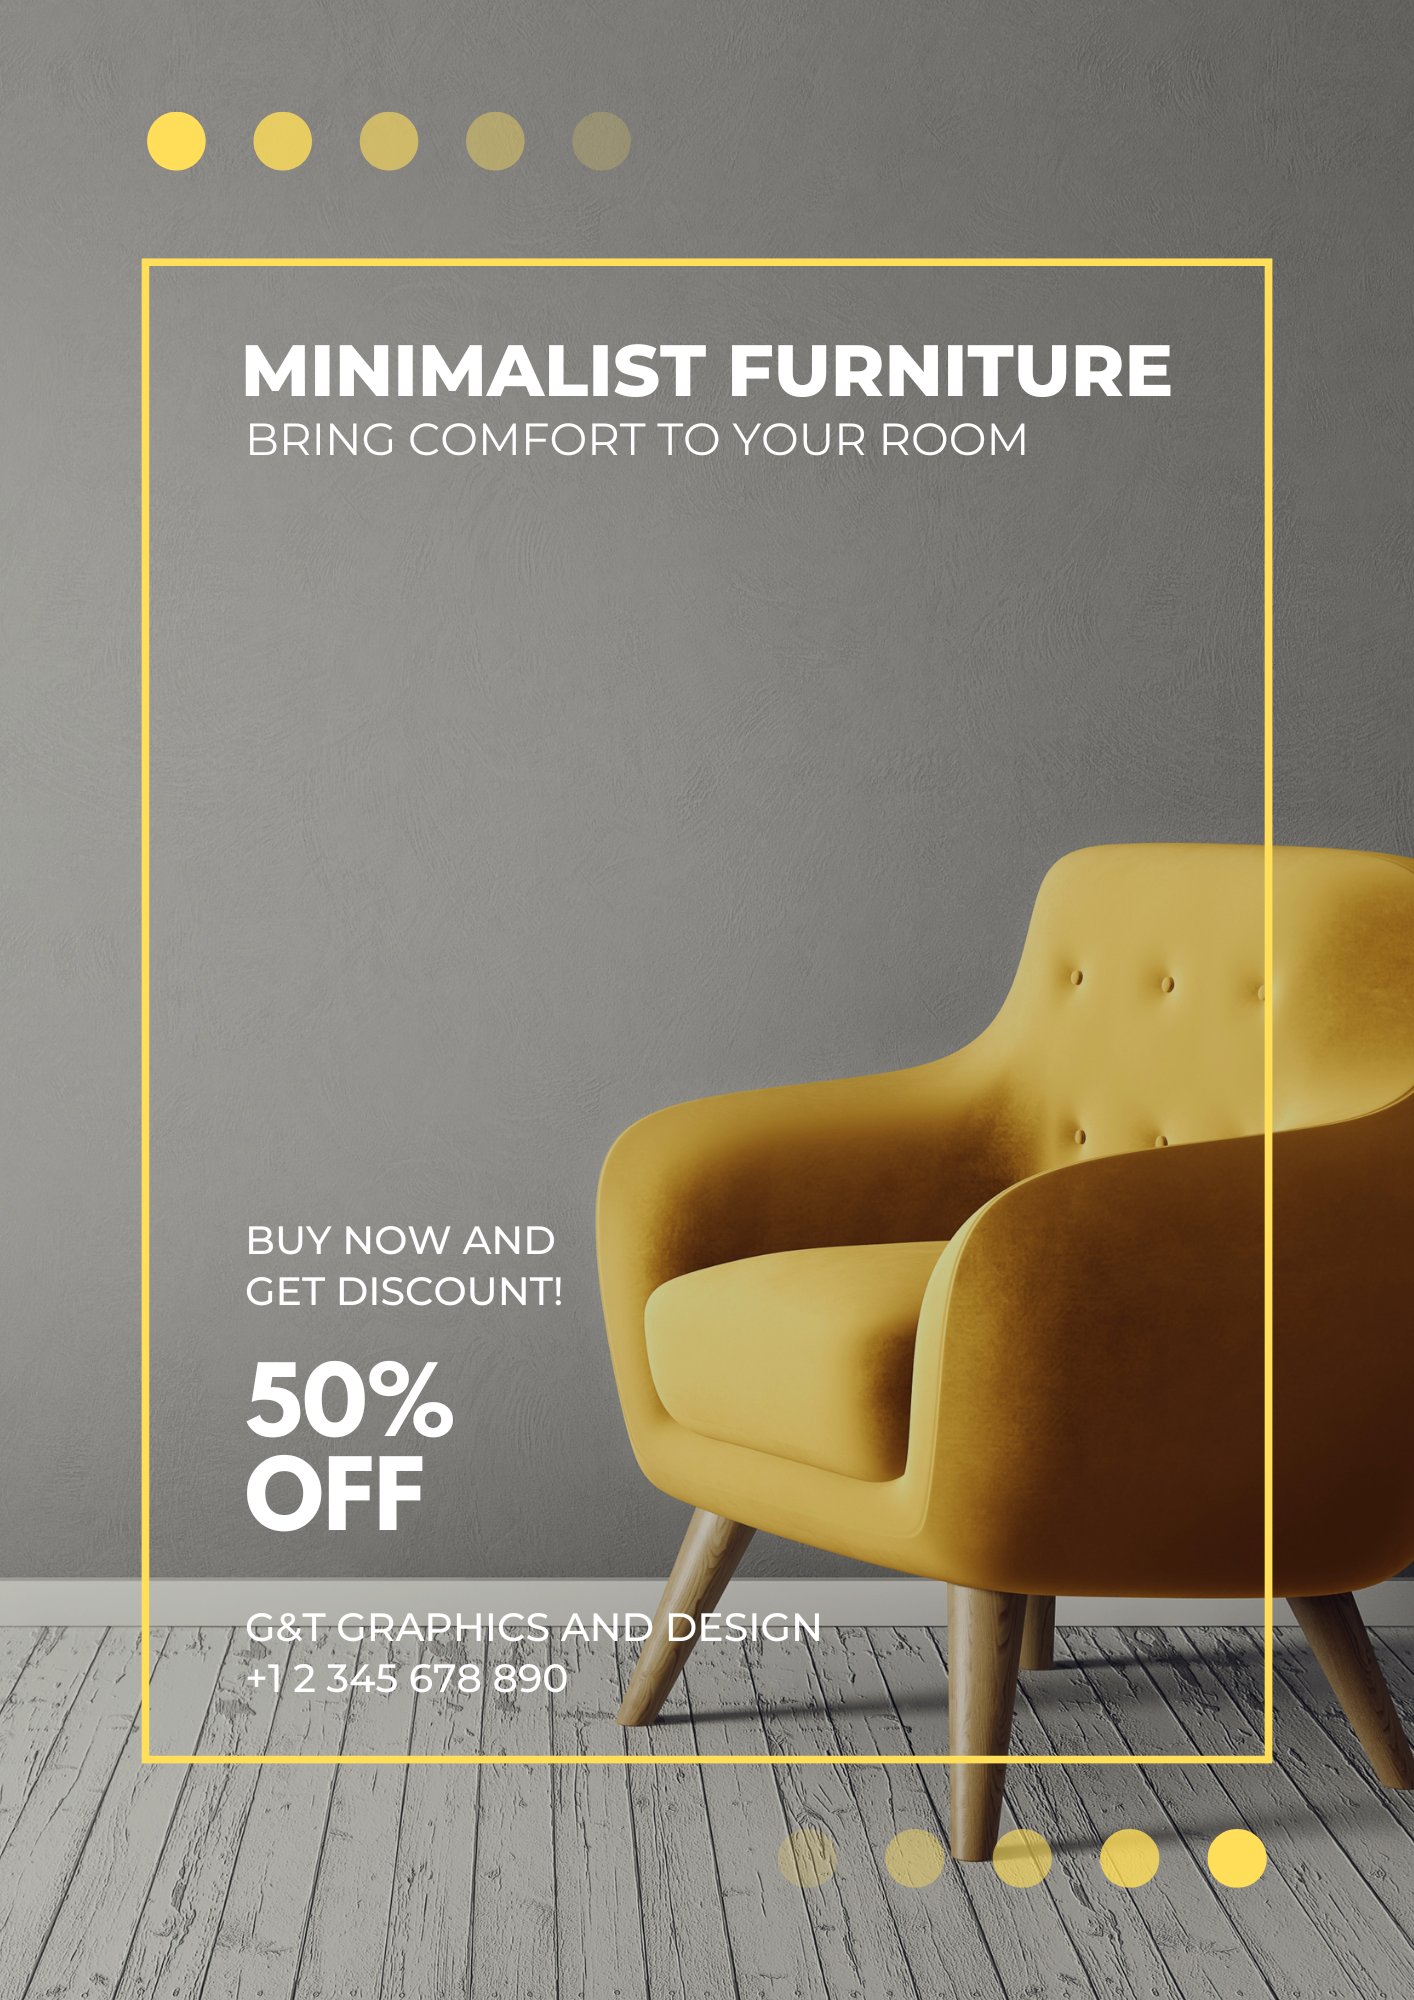 MINIMALIST FURNITURE
BRING COMFORT TO YOUR ROOM
BUY NOW AND
GET DISCOUNT!
50%
OFF
G&T GRAPHICS AND DESIGN
+1 2 345 678 890